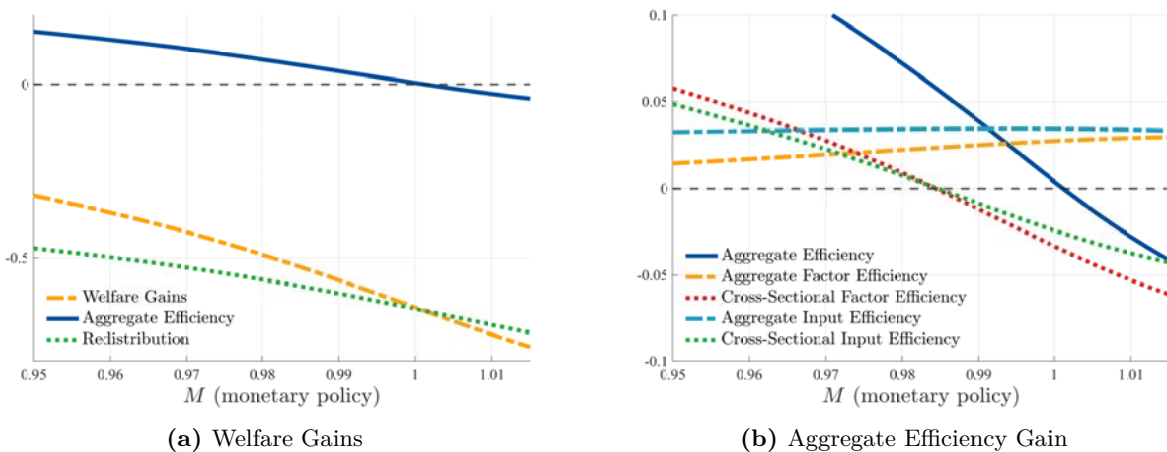 0
-0.5
Welfare Gains
Aggregate Efficiency
Redistribution
0.95 0.96 0.97 0.98 0.99 1 1.01
M (monetary policy)
(a) Welfare Gains
0.1
0.05
0
-0.05
-0.1
Aggregate Efficiency
Aggregate Factor Efficiency
Cross-Sectional Factor Efficiency
Aggregate Input Efficiency
Cross-Sectional Input Efficiency
0.95 0.96 0.97 0.98 0.99 1 1.01
M (monetary policy)
(b) Aggregate Efficiency Gain